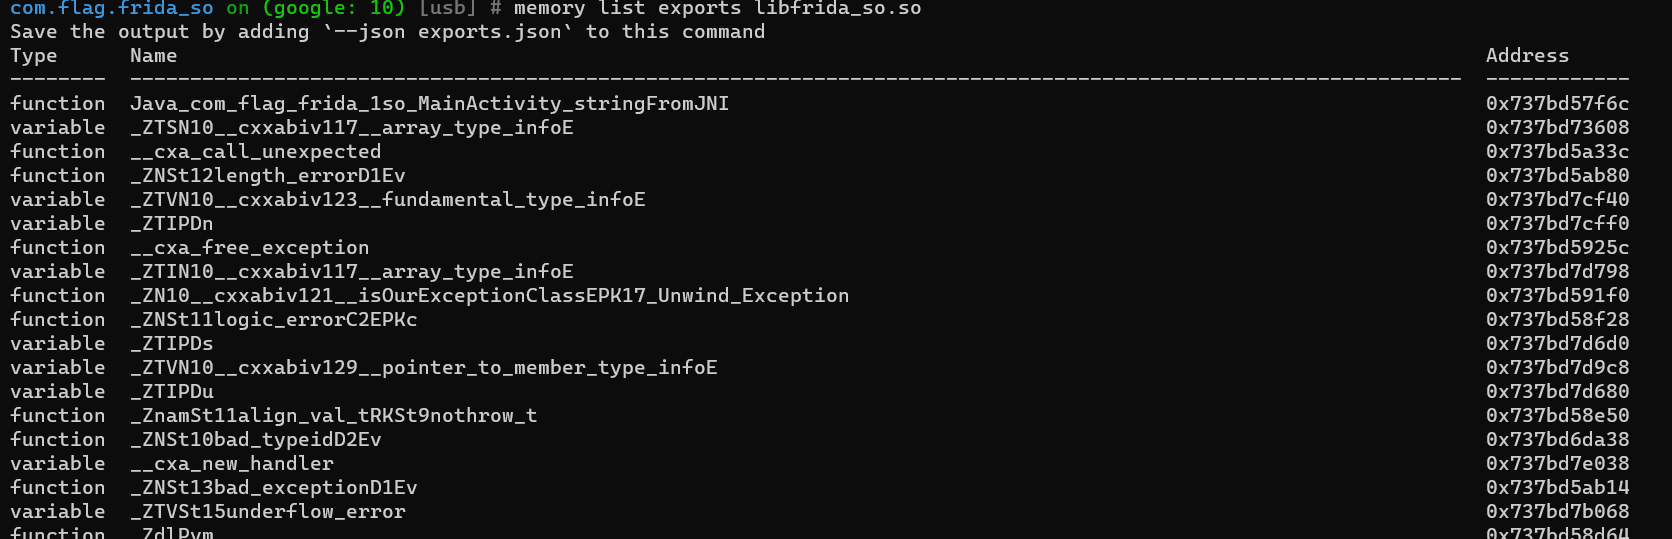 com.flag.frida_so on (google: 10) [usb] # memory list exports libfrida_so.so
Save the output by adding `--json exports.json` to this command
Type      Name                                                                                                             Address
--------  ---------------------------------------------------------------------------------------------------------------  ------------
function  Java_com_flag_frida_1so_MainActivity_stringFromJNI                                                               0x737bd57f6c
variable  _ZTSN10__cxxabiv117__array_type_infoE                                                                            0x737bd73608
function  __cxa_call_unexpected                                                                                            0x737bd5a33c
function  _ZNSt12length_errorD1Ev                                                                                          0x737bd5ab80
variable  _ZTVN10__cxxabiv123__fundamental_type_infoE                                                                      0x737bd7cf40
variable  _ZTIPDn                                                                                                          0x737bd7cff0
function  __cxa_free_exception                                                                                             0x737bd5925c
variable  _ZTIN10__cxxabiv117__array_type_infoE                                                                            0x737bd7d798
function  _ZN10__cxxabiv121__isOurExceptionClassEPK17_Unwind_Exception                                                     0x737bd591f0
function  _ZNSt11logic_errorC2EPKc                                                                                         0x737bd58f28
variable  _ZTIPDs                                                                                                          0x737bd7d6d0
variable  _ZTVN10__cxxabiv129__pointer_to_member_type_infoE                                                                0x737bd7d9c8
variable  _ZTIPDu                                                                                                          0x737bd7d680
function  _ZnamSt11align_val_tRKSt9nothrow_t                                                                               0x737bd58e50
function  _ZNSt10bad_typeidD2Ev                                                                                            0x737bd6da38
variable  __cxa_new_handler                                                                                                0x737bd7e038
function  _ZNSt13bad_exceptionD1Ev                                                                                         0x737bd5ab14
variable  _ZTVSt15underflow_error                                                                                          0x737bd7b068
function  _ZdlPvm                                                                                                          0x737bd58d64